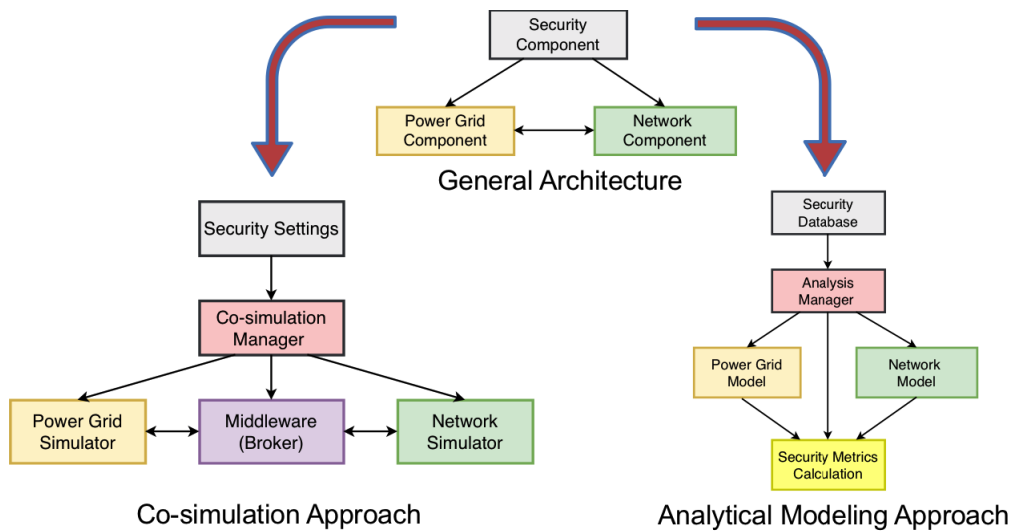 Security
Component
Power Grid
Component
Network
Component
General Architecture
Security Settings
Co-simulation
Manager
Power Grid
Simulator
Middleware
(Broker)
Network
Simulator
Co-simulation Approach
Security
Database
Analysis
Manager
Power Grid
Model
Network
Model
Security Metrics
Calculation
Analytical Modeling Approach